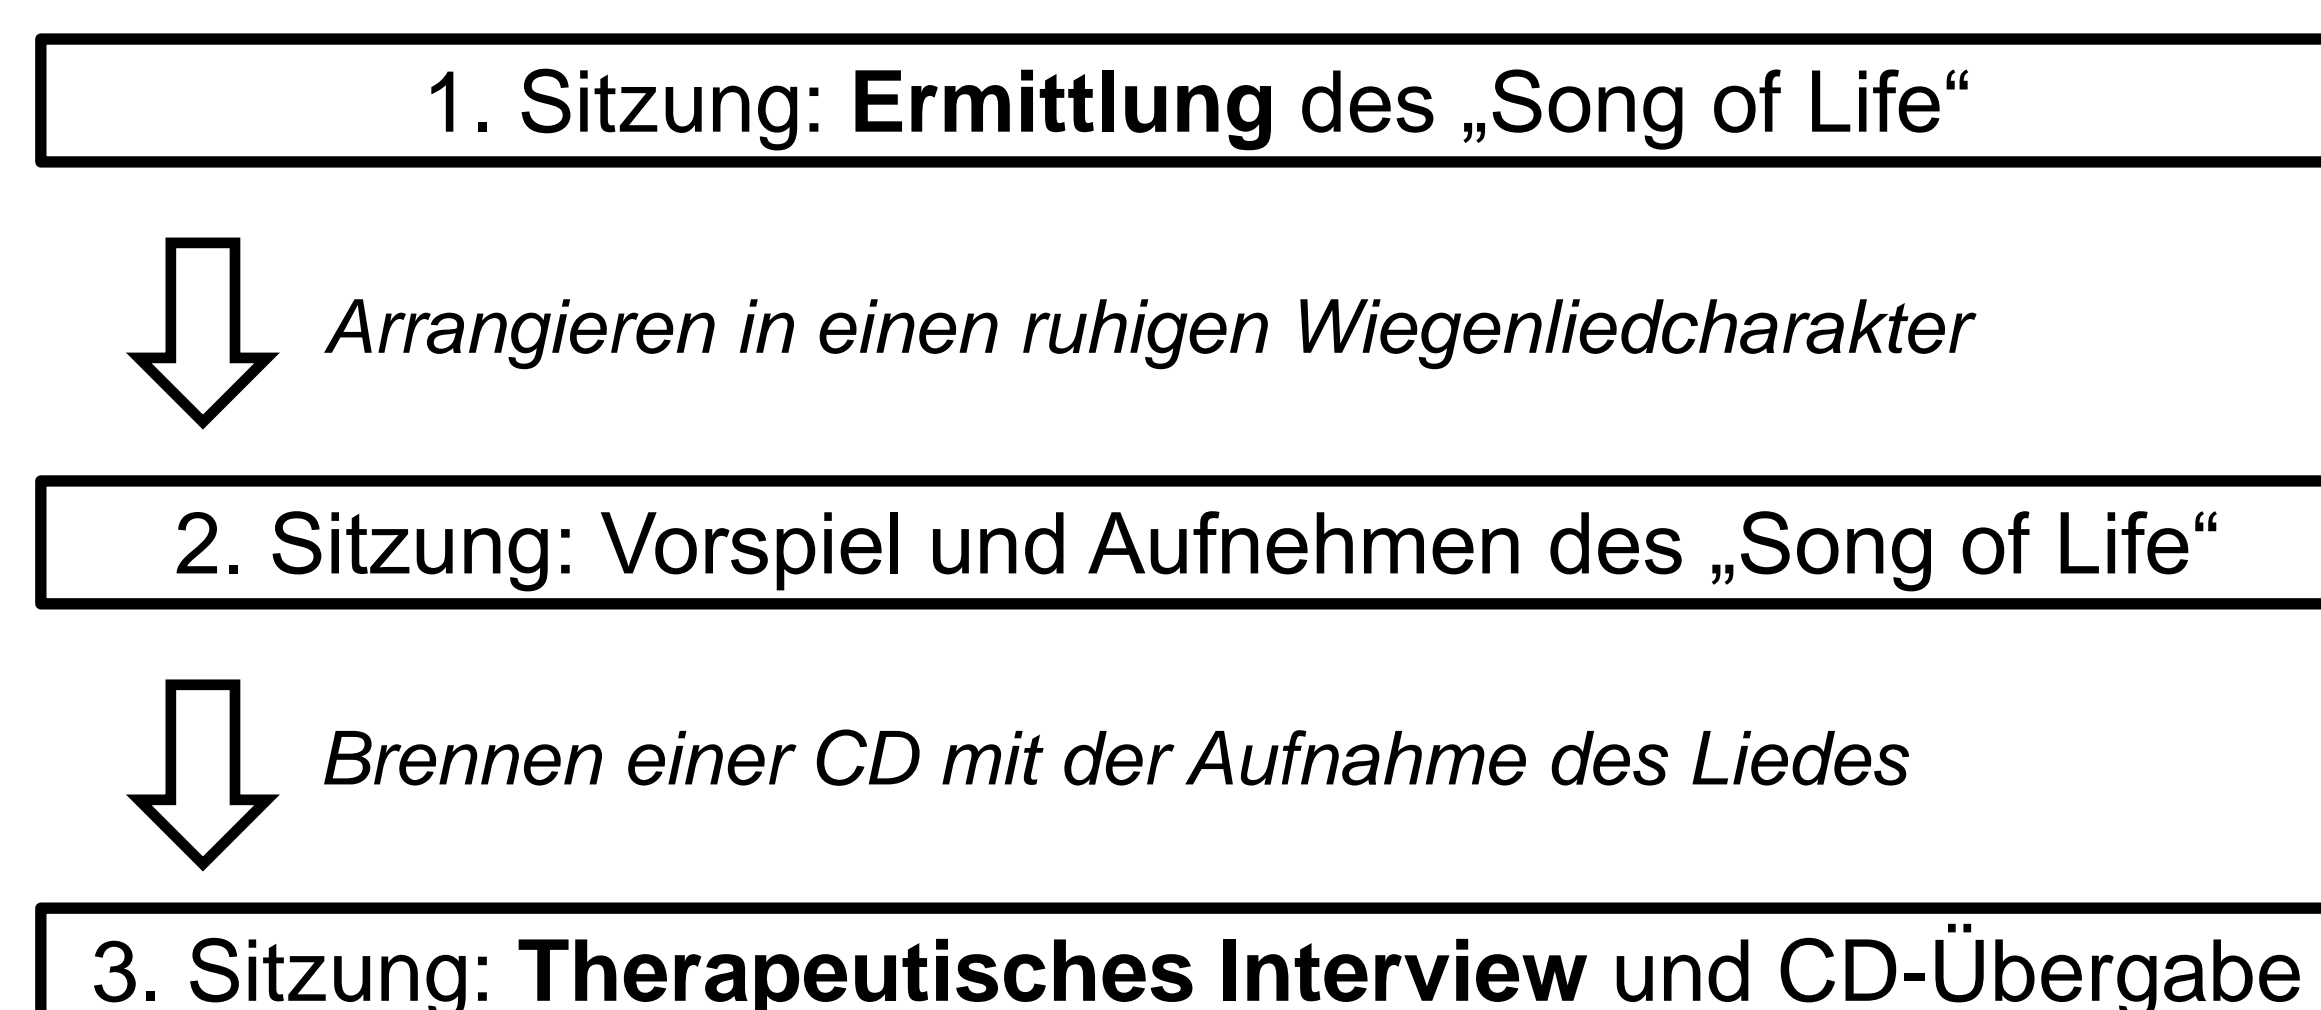 1. Sitzung: Ermittlung des „Song of Life“
Arrangieren in einen ruhigen Wiegenliedcharakter
2. Sitzung: Vorspiel und Aufnehmen des „Song of Life“
Brennen einer CD mit der Aufnahme des Liedes
3. Sitzung: Therapeutisches Interview und CD-Übergabe